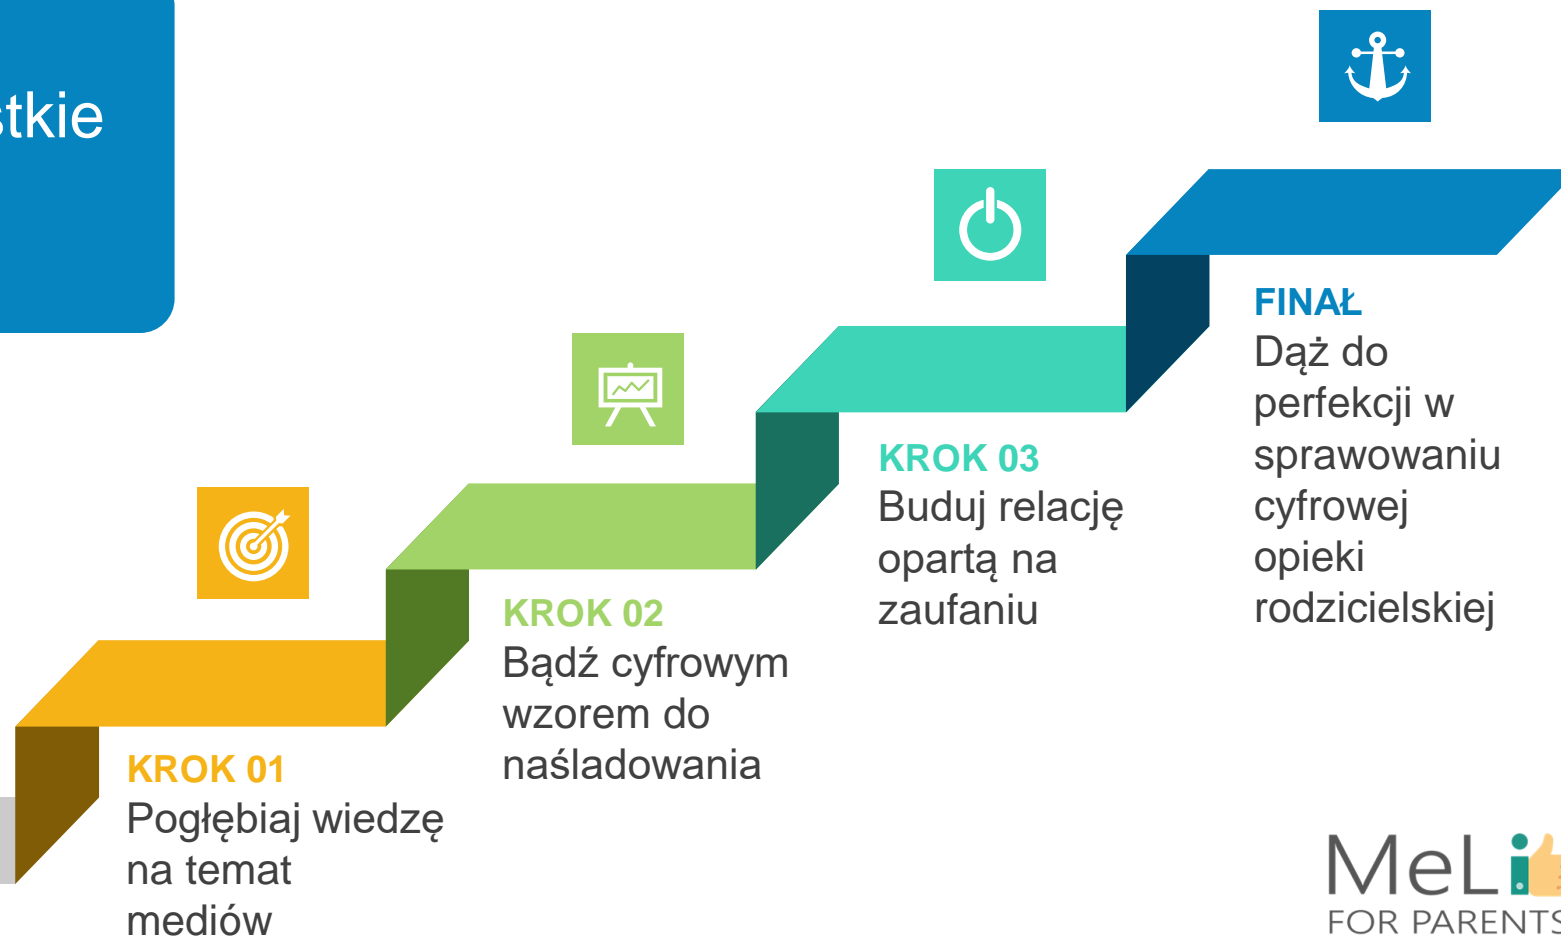 stkie
FINAŁ
Dąż do
perfekcji w
sprawowaniu
cyfrowej
opieki
rodzicielskiej
KROK 03
Buduj relację
opartą na
zaufaniu
KROK 02
Bądź cyfrowym
wzorem do
naśladowania
KROK 01
Pogłębiaj wiedzę
na temat
mediów
MeLi
FOR PARENTS